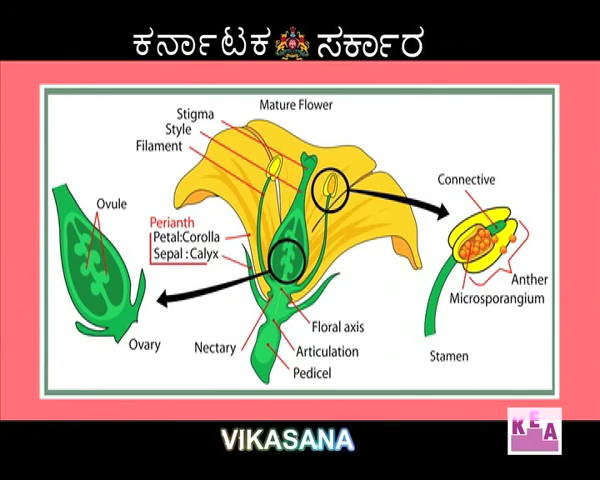 ಕರ್ನಾಟಕ ಸರ್ಕಾರ
Mature Flower
Stigma
Style
Filament
Connective
Ovule
Perianth
Petal:Corolla
Sepal : Calyx
Anther
Microsporangium
Floral axis
Ovary
Nectary
Articulation
Stamen
Pedicel
VIKASANA
KEA